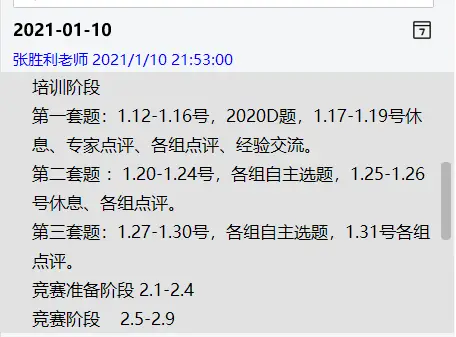 2021-01-10
7
张胜利老师 2021/1/10 21:53:00
培训阶段
第一套题：1.12-1.16号，2020D题，1.17-1.19号休
息、专家点评、各组点评、经验交流。
第二套题 ：1.20-1.24号，各组自主选题，1.25-1.26
号休息、各组点评。
第三套题：1.27-1.30号，各组自主选题，1.31号各组
点评。
竞赛准备阶段 2.1-2.4
竞赛阶段 2.5-2.9